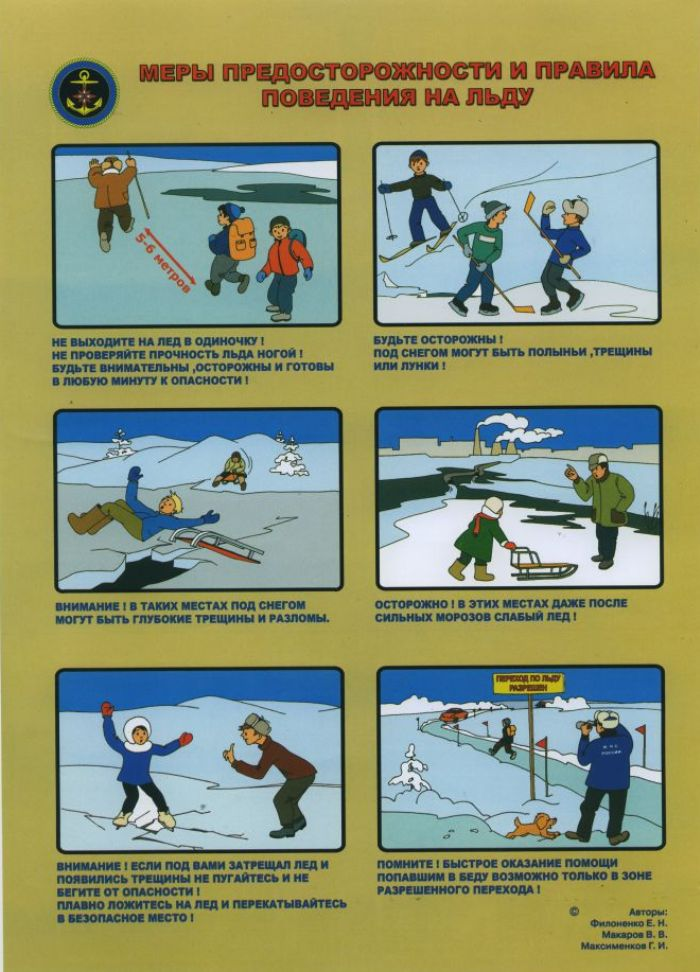 МЕРЫ ПРЕДОСТОРОЖНОСТИ И ПРАВИЛА
ПОВЕДЕНИЯ НА ЛЬДУ
5-6 метров
НЕ ВЫХОДИТЕ НА ЛЕД В ОДИНОЧКУ !
НЕ ПРОВЕРЯЙТЕ ПРОЧНОСТЬ ЛЬДА НОГОЙ !
БУДЬТЕ ВНИМАТЕЛЬНЫ ,ОСТОРОЖНЫ И ГОТОВЫ
В ЛЮБУЮ МИНУТУ К ОПАСНОСТИ !
БУДЬТЕ ОСТОРОЖНЫ !
ПОД СНЕГОМ МОГУТ БЫТЬ ПОЛЫНЬИ ,ТРЕЩИНЫ
ИЛИ ЛУНКИ !
ВНИМАНИЕ ! В ТАКИХ МЕСТАХ ПОД СНЕГОМ
МОГУТ БЫТЬ ГЛУБОКИЕ ТРЕЩИНЫ И РАЗЛОМЫ.
ОСТОРОЖНО ! В ЭТИХ МЕСТАХ ДАЖЕ ПОСЛЕ
СИЛЬНЫХ МОРОЗОВ СЛАБЫЙ ЛЕД !
ВНИМАНИЕ ! ЕСЛИ ПОД ВАМИ ЗАТРЕЩАЛ ЛЕД И
ПОЯВИЛИСЬ ТРЕЩИНЫ НЕ ПУГАЙТЕСЬ И НЕ
БЕГИТЕ ОТ ОПАСНОСТИ !
ПЛАВНО ЛОЖИТЕСЬ НА ЛЕД И ПЕРЕКАТЫВАЙТЕСЬ
В БЕЗОПАСНОЕ МЕСТО !
ПЕРЕХОД ПО ЛЬДУ
РАЗРЕШЕН
М Ч С
РОССИИ
ПОМНИТЕ ! БЫСТРОЕ ОКАЗАНИЕ ПОМОЩИ
ПОПАВШИМ В БЕДУ ВОЗМОЖНО ТОЛЬКО В ЗОНЕ
РАЗРЕШЕННОГО ПЕРЕХОДА !
© Авторы:
Филоненко Е. Н.
Макаров В. В.
Максименков Г. И.